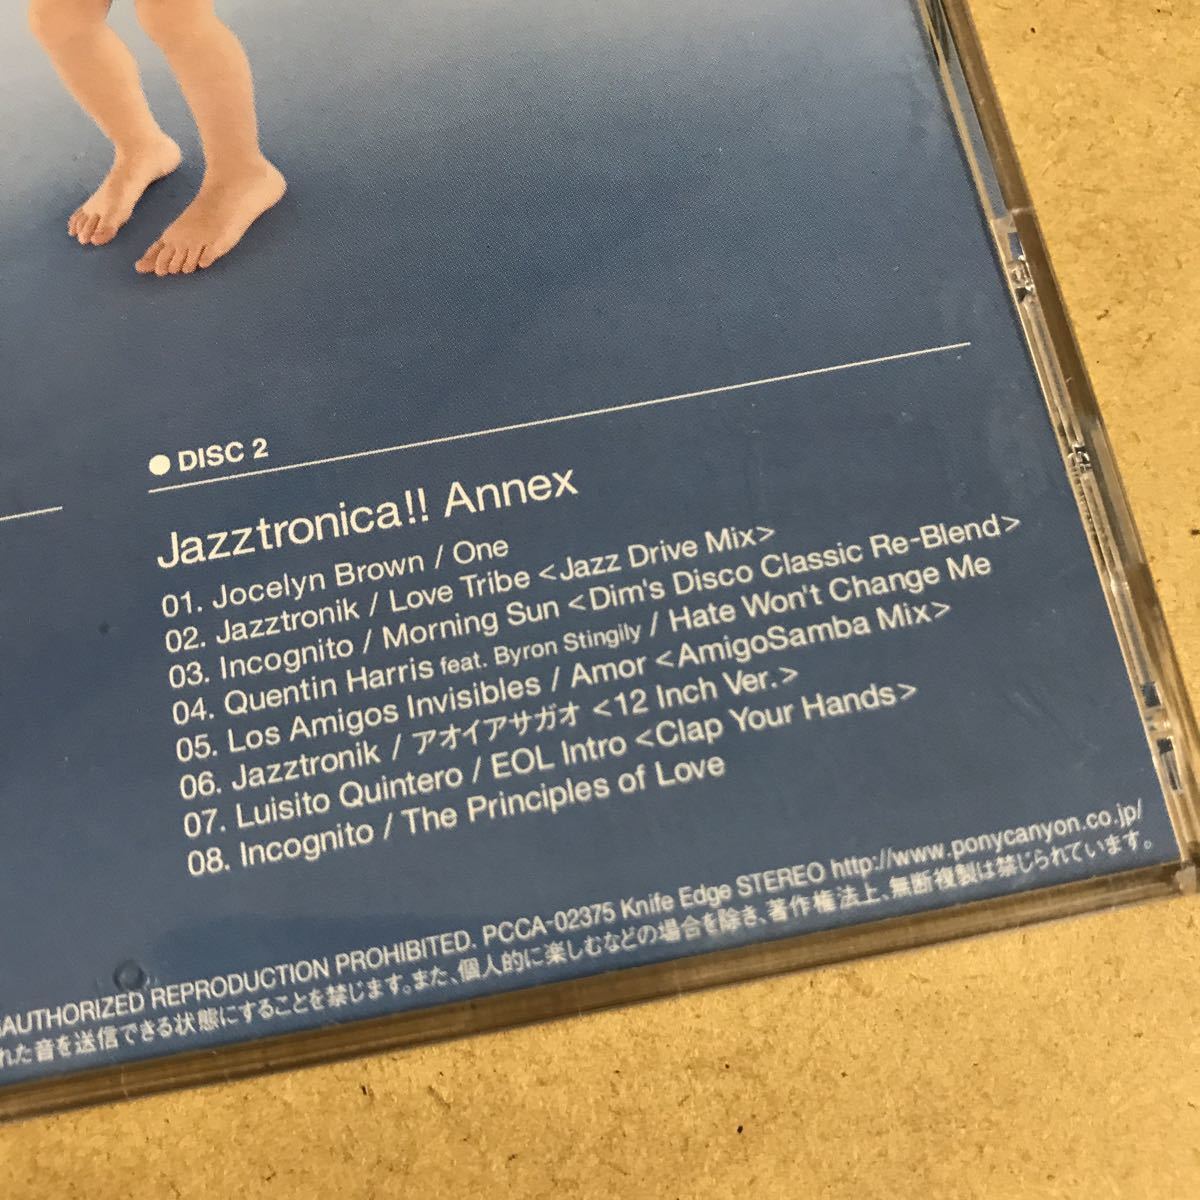 DISC 2
Jazztronica!! Annex
01. Jocelyn Brown / One
02. Jazztronik / Love Tribe <Jazz Drive Mix>
03. Incognito / Morning Sun <Dim's Disco Classic Re-Blend>
04. Quentin Harris feat. Byron Stingily / Hate Won't Change Me
05. Los Amigos Invisibles / Amor <AmigoSamba Mix>
06. Jazztronik / アオイアサガオ <12 Inch Ver.>
07. Luisito Quintero / EOL Intro <Clap Your Hands>
08. Incognito / The Principles of Love
AUTHORIZED REPRODUCTION PROHIBITED. PCCA-02375 Knife Edge STEREO http://www.ponycanyon.co.jp/
れた音を送信できる状態にすることを禁じます。また、個人的に楽しむなどの場合を除き、著作権法上、無断複製は禁じられています。